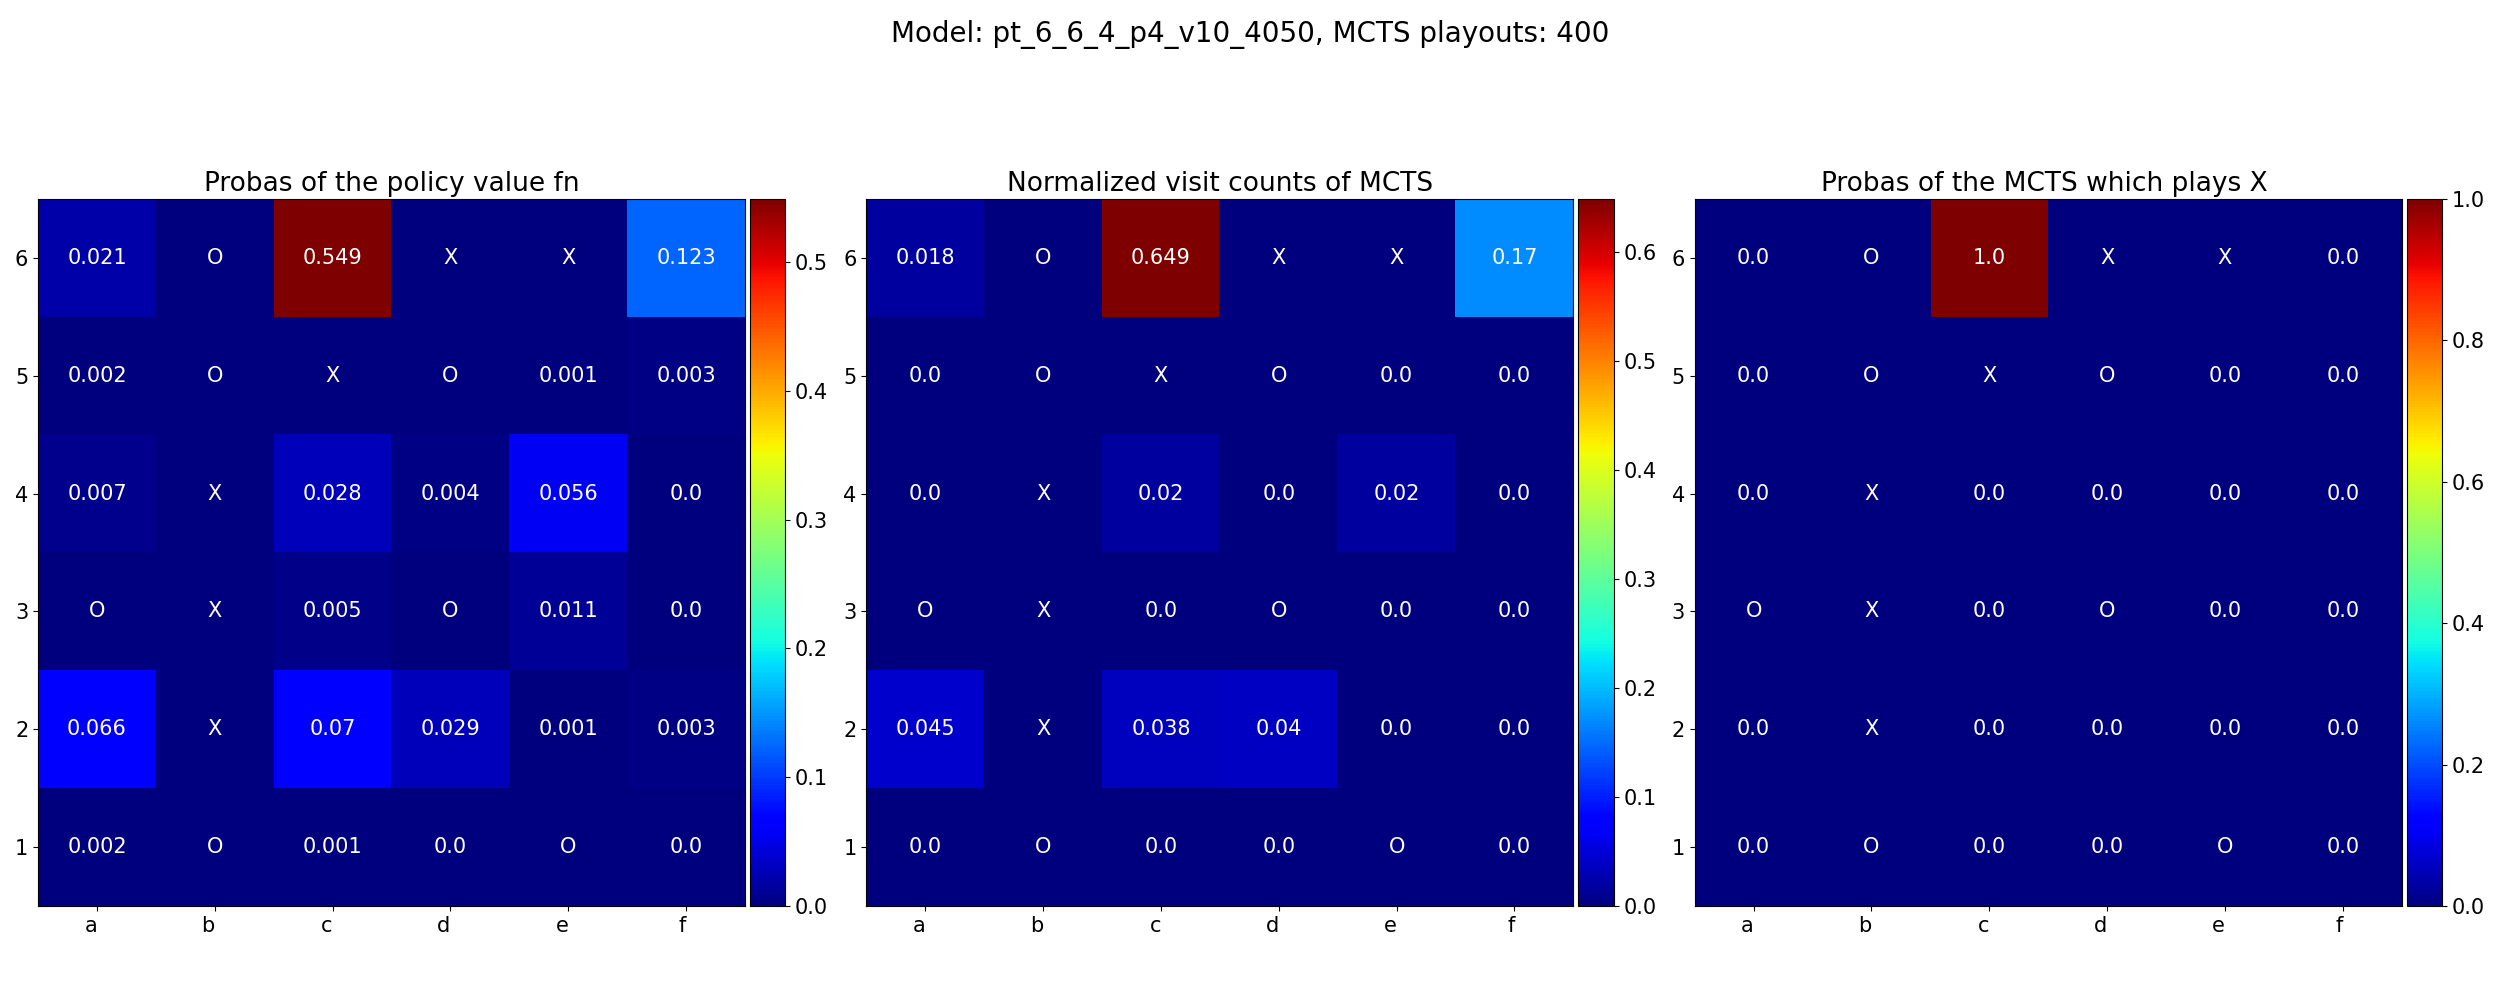 Model: pt_6_6_4_p4_v10_4050, MCTS playouts: 400
Probas of the policy value fn
6 0.021 O 0.549 X X 0.123
5 0.002 O X O 0.001 0.003
4 0.007 X 0.028 0.004 0.056 0.0
3 O X 0.005 O 0.011 0.0
2 0.066 X 0.07 0.029 0.001 0.003
1 0.002 O 0.001 0.0 O 0.0
a b c d e f
0.5
0.4
0.3
0.2
0.1
0.0
Normalized visit counts of MCTS
6 0.018 O 0.649 X X 0.17
5 0.0 O X O 0.0 0.0
4 0.0 X 0.02 0.0 0.02 0.0
3 O X 0.0 O 0.0 0.0
2 0.045 X 0.038 0.04 0.0 0.0
1 0.0 O 0.0 0.0 O 0.0
a b c d e f
0.6
0.5
0.4
0.3
0.2
0.1
0.0
Probas of the MCTS which plays X
6 0.0 O 1.0 X X 0.0
5 0.0 O X O 0.0 0.0
4 0.0 X 0.0 0.0 0.0 0.0
3 O X 0.0 O 0.0 0.0
2 0.0 X 0.0 0.0 0.0 0.0
1 0.0 O 0.0 0.0 O 0.0
a b c d e f
1.0
0.8
0.6
0.4
0.2
0.0